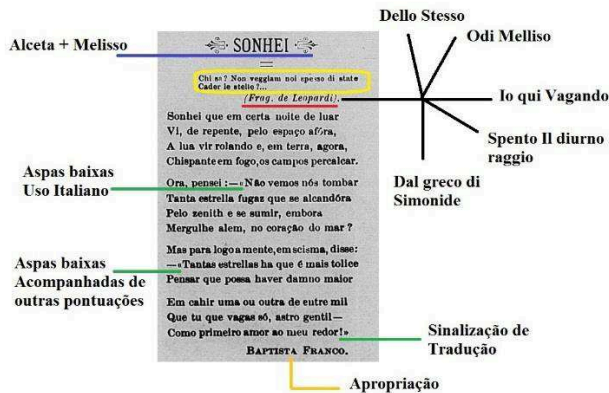 Alceta + Melisso
SONHEI
Chi sa? Non veggiam noi spesso di state
Cader le stelle?...
(Frag. de Leopardi).
Sonhei que em certa noite de luar
Vi, de repente, pelo espaço afóra,
A lua vir rolando e, em terra, agora,
Chispante em fogo, os campos percalcar.
Ora, pensei:—«Não vemos nós tombar
Tanta estrella fugaz que se alcandóra
Pelo zenith e se sumir, embora
Mergulhe alem, no coração do mar?
Mas para logo a mente, em scisma, disse:
—«Tantas estrellas ha que é mais tolice
Pensar que possa haver damno maior
Em cahir uma ou outra de entre mil
Que tu que vagas só, astro gentil—
Como primeiro amor ao meu redor!»
BAPTISTA FRANCO.
Aspas baixas
Uso Italiano
Aspas baixas
Acompanhadas de
outras pontuações
Dello Stesso
Odi Melliso
Io qui Vagando
Spento Il diurno
raggio
Dal greco di
Simonide
Sinalização de
Tradução
Apropriação